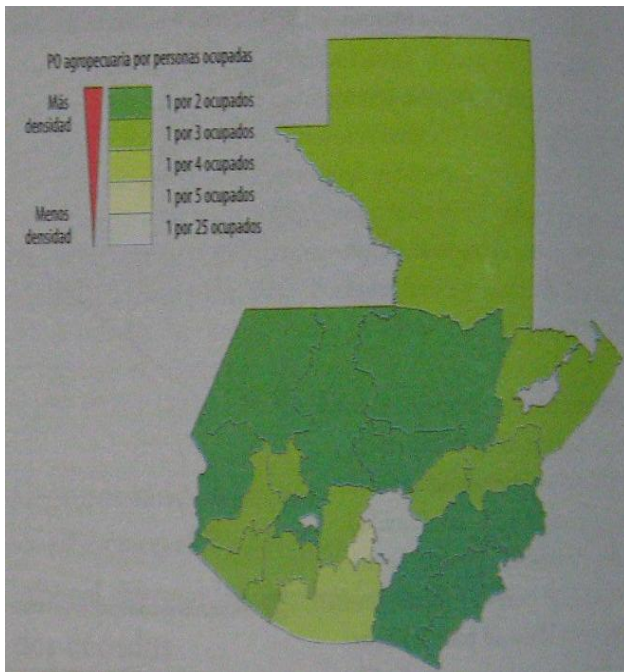 PO agropecuaria por personas ocupadas
Más
densidad
1 por 2 ocupados
1 por 3 ocupados
1 por 4 ocupados
1 por 5 ocupados
Menos
densidad
1 por 25 ocupados